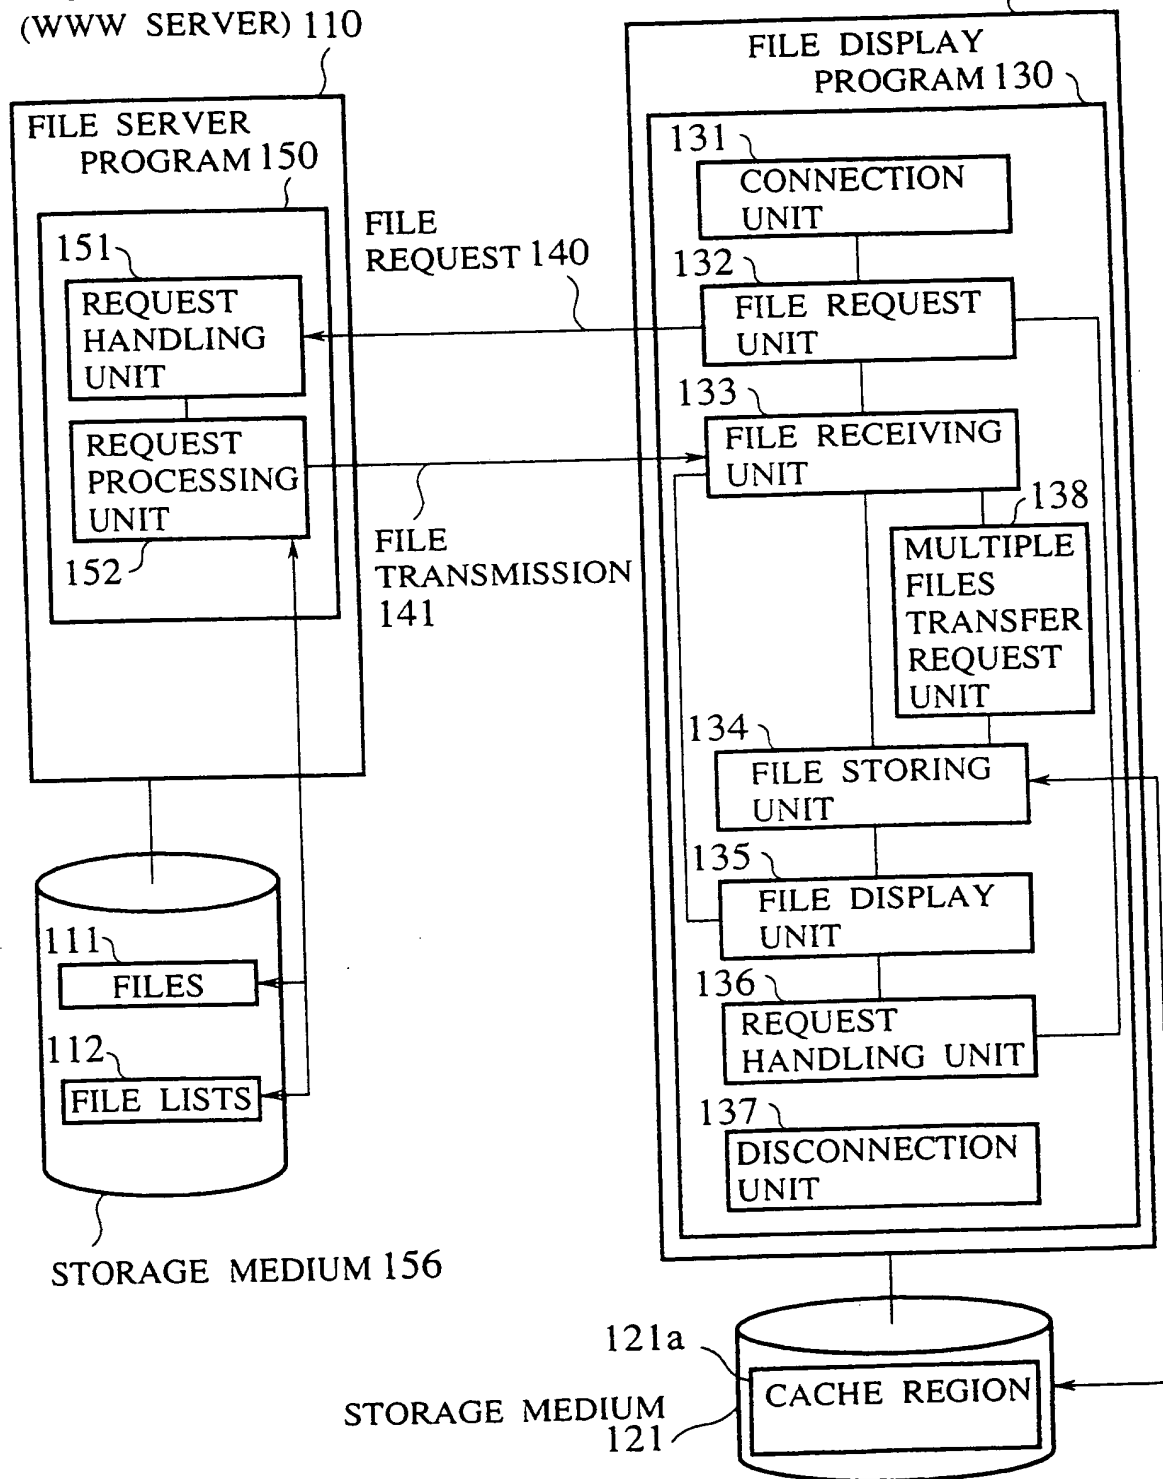 (WWW SERVER) 110
FILE SERVER
PROGRAM 150
151
REQUEST
HANDLING
UNIT
REQUEST
PROCESSING
UNIT
152
FILE
REQUEST 140
FILE
TRANSMISSION
141
111
FILES
112
FILE LISTS
STORAGE MEDIUM 156
FILE DISPLAY
PROGRAM 130
131
CONNECTION
UNIT
132
FILE REQUEST
UNIT
133
FILE RECEIVING
UNIT
138
MULTIPLE
FILES
TRANSFER
REQUEST
UNIT
134
FILE STORING
UNIT
135
FILE DISPLAY
UNIT
136
REQUEST
HANDLING UNIT
137
DISCONNECTION
UNIT
121a
CACHE REGION
STORAGE MEDIUM
121